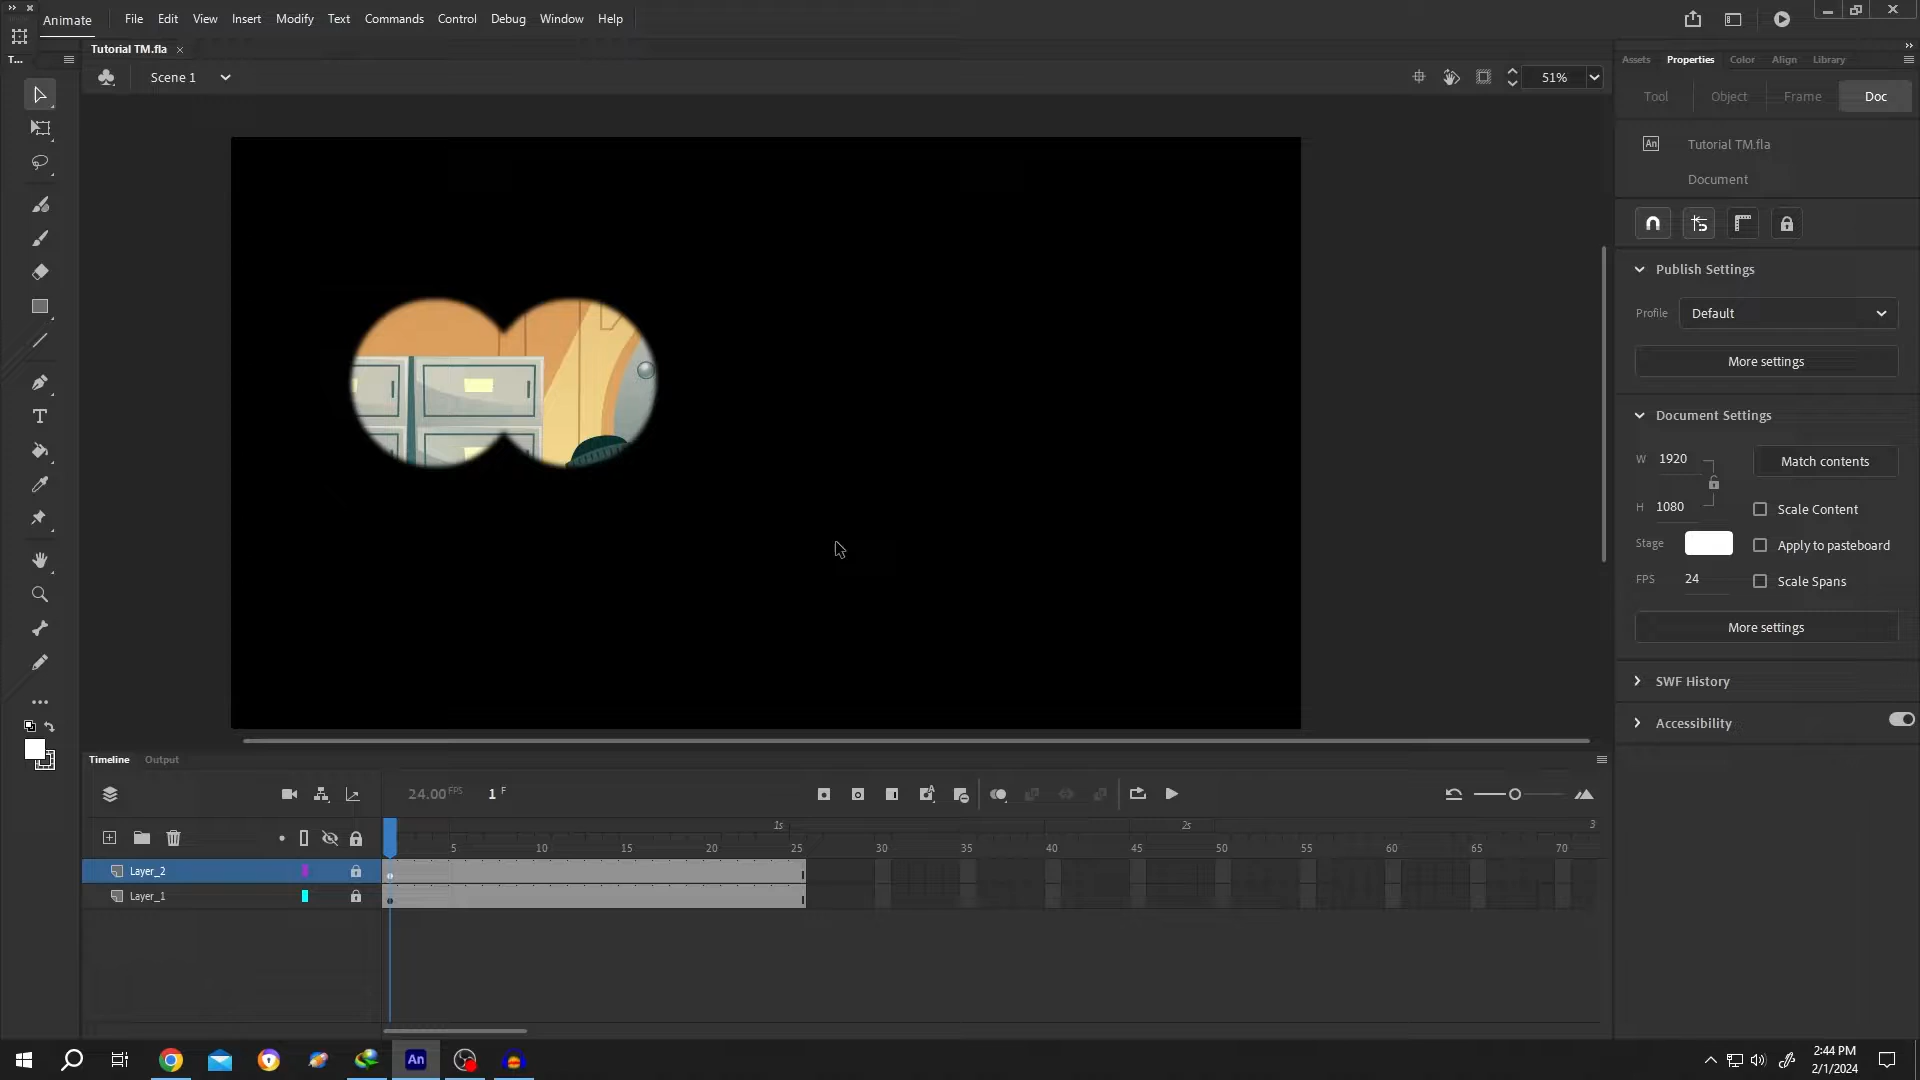 Animate
File Edit View Insert Modify Text Commands Control Debug Window Help
Tutorial TM.fla
T...
Scene 1
51%
Assets Properties Color Align Library
Tool Object Frame Doc
An
Tutorial TM.fla
Document
Publish Settings
Profile Default
More settings
Document Settings
W 1920
Match contents
H 1080
Scale Content
Stage
Apply to pasteboard
FPS 24
Scale Spans
More settings
SWF History
Accessibility
Timeline Output
24.00 FPS 1 F
1s 2s 3
5 10 15 20 25 30 35 40 45 50 55 60 65 70
Layer_2
Layer_1
An
2:44 PM
2/1/2024